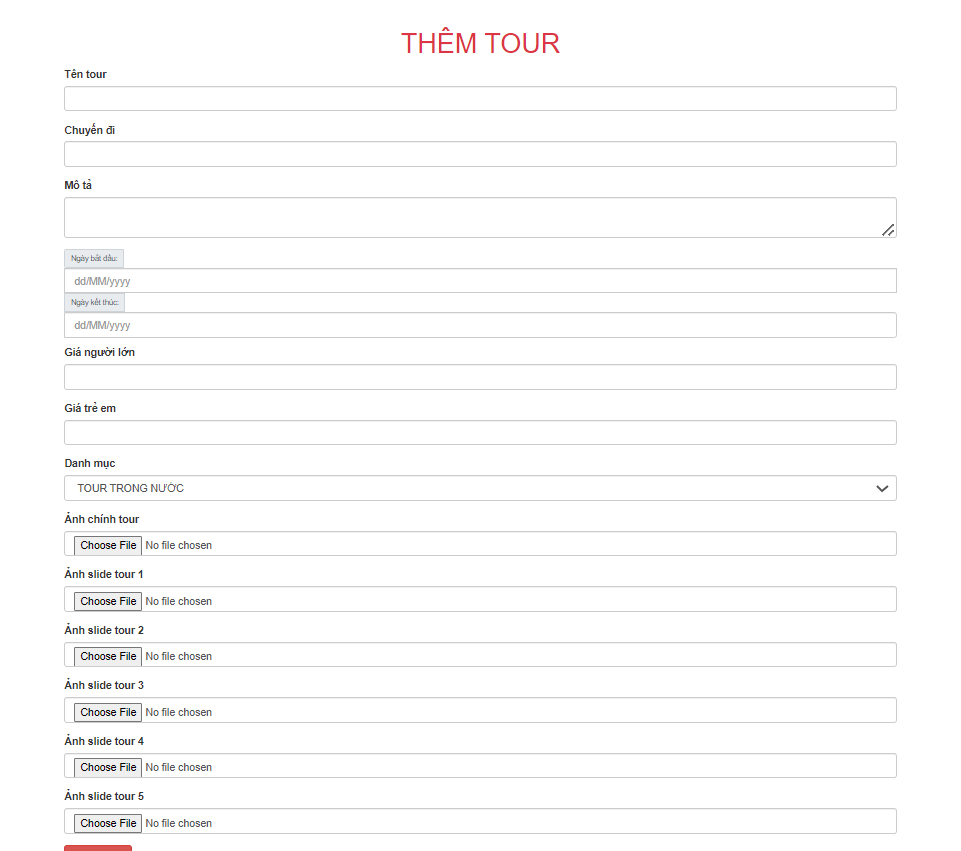 THÊM TOUR
Tên tour
Chuyến đi
Mô tả
Ngày bắt đầu:
dd/MM/yyyy
Ngày kết thúc:
dd/MM/yyyy
Giá người lớn
Giá trẻ em
Danh mục
TOUR TRONG NƯỚC
Ảnh chính tour
Choose File No file chosen
Ảnh slide tour 1
Choose File No file chosen
Ảnh slide tour 2
Choose File No file chosen
Ảnh slide tour 3
Choose File No file chosen
Ảnh slide tour 4
Choose File No file chosen
Ảnh slide tour 5
Choose File No file chosen